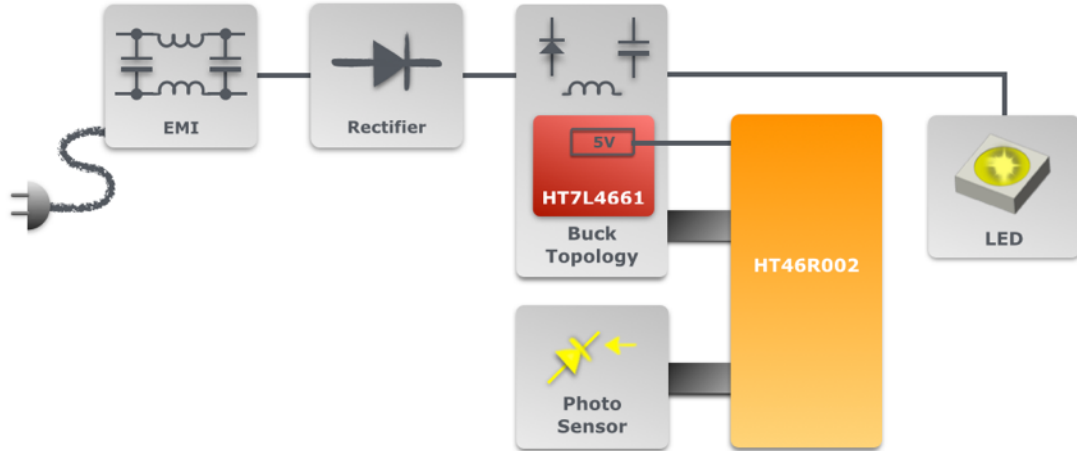 EMI
Rectifier
5V
HT7L4661
Buck
Topology
HT46R002
LED
Photo
Sensor